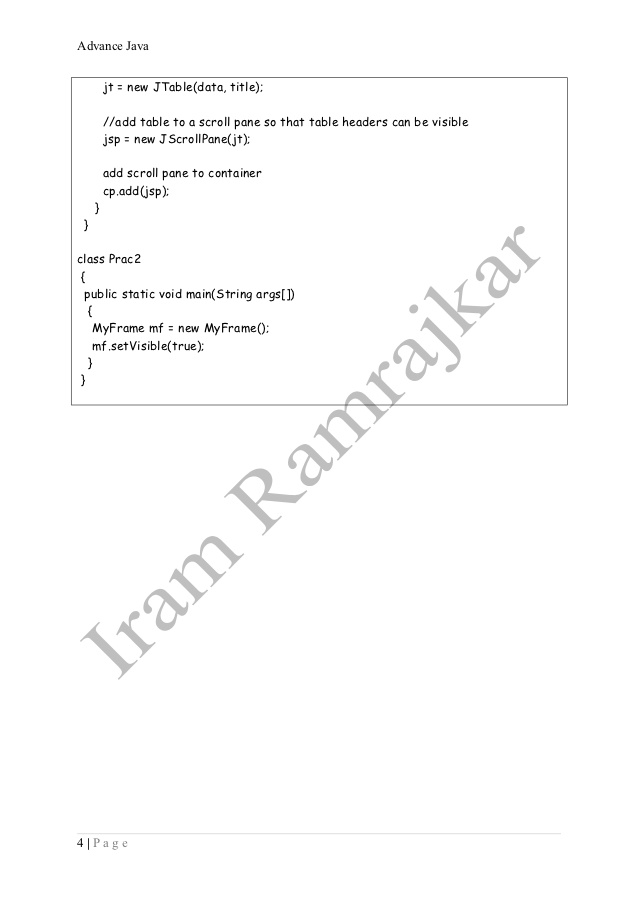 Advance Java
jt = new JTable(data, title);
//add table to a scroll pane so that table headers can be visible
jsp = new JScrollPane(jt);
add scroll pane to container
cp.add(jsp);
}
}
class Prac2
{
public static void main(String args[])
{
MyFrame mf = new MyFrame();
mf.setVisible(true);
}
}
Iram Ramrajkar
4 | P a g e